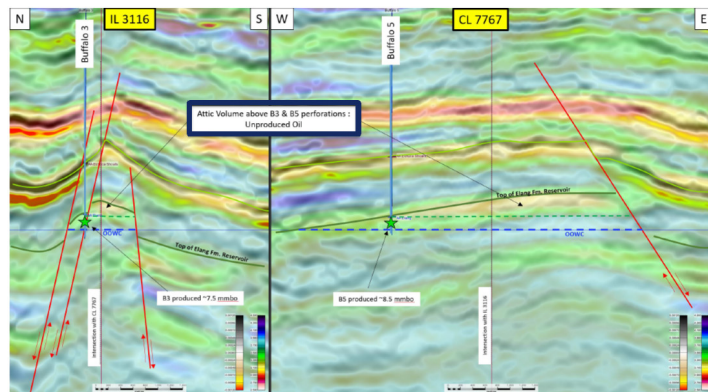 N
IL 3116
S
W
CL 7767
E
Buffalo 3
Buffalo 5
Attic Volume above B3 & B5 perforations :
Unproduced Oil
Top of Elang Fm. Reservoir
OOWC
Top of Elang Fm. Reservoir
OOWC
B3 produced ~7.5 mmbo
B5 produced ~8.5 mmbo
Intersection with CL 7767
Intersection with IL 3116